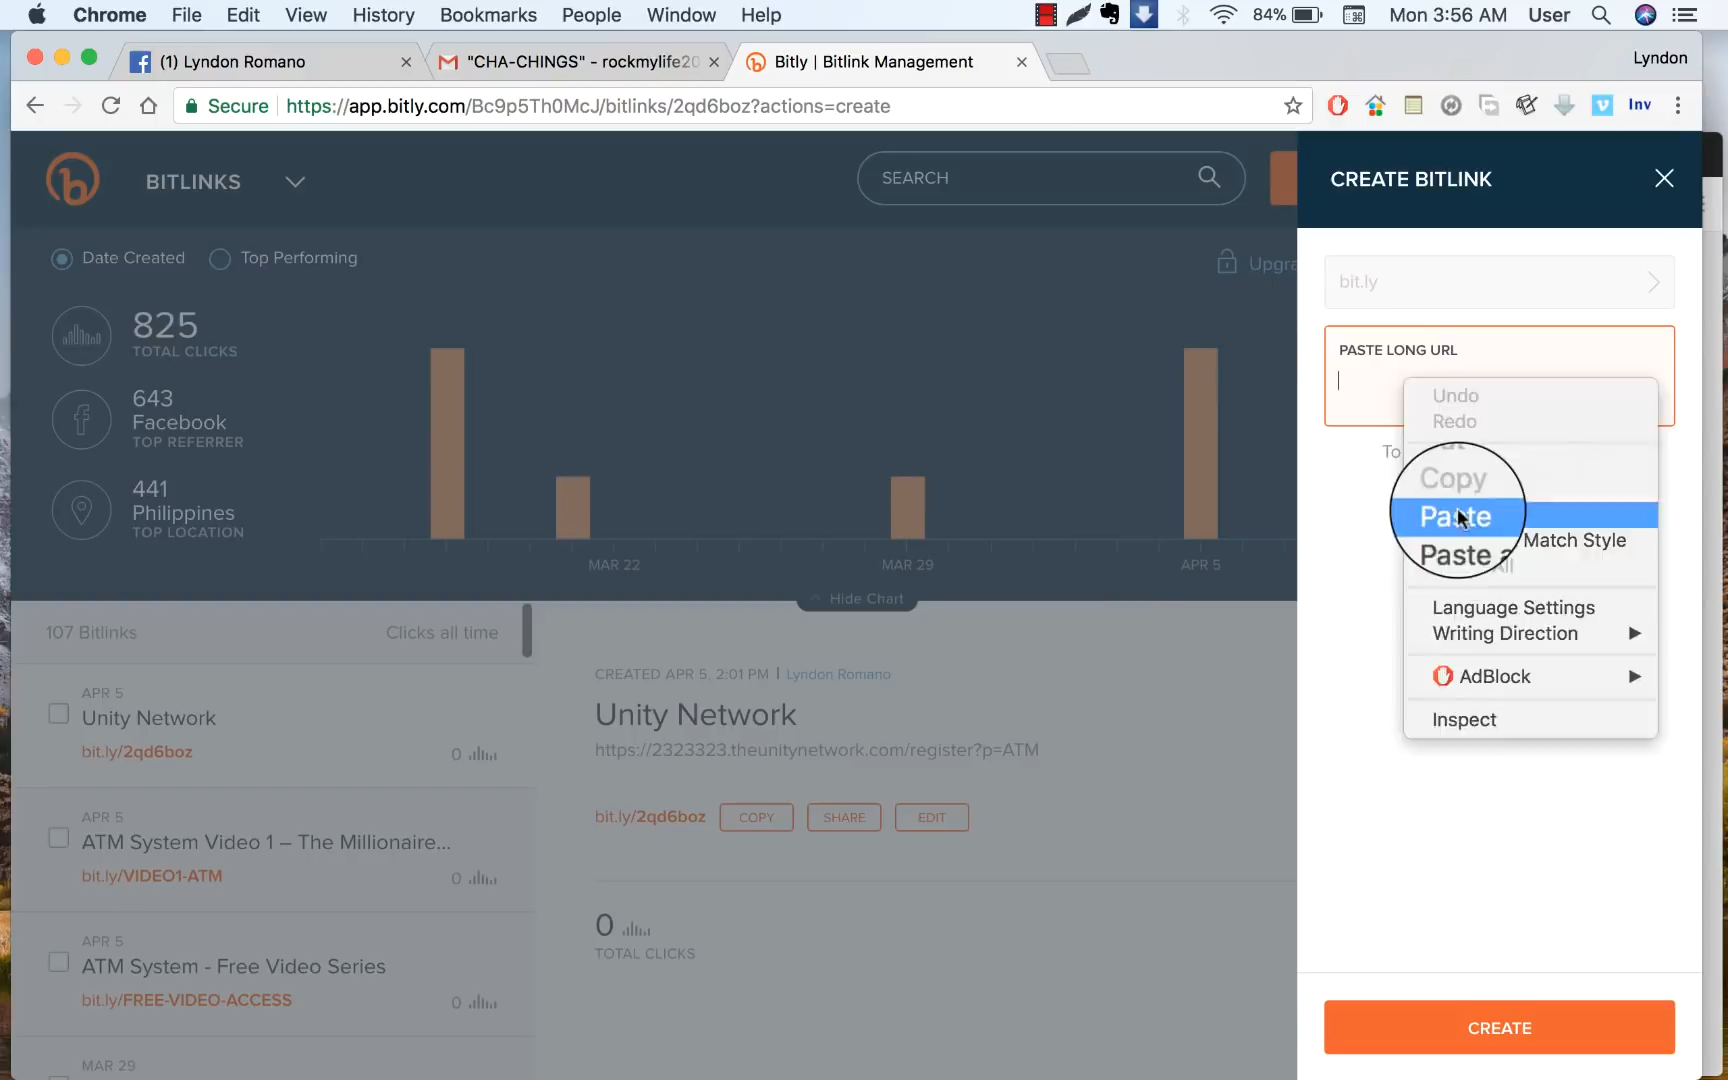 Chrome File Edit View History Bookmarks People Window Help 84% Mon 3:56 AM User
(1) Lyndon Romano "CHA-CHINGS" - rockmylife20 Bitly | Bitlink Management Lyndon
Secure https://app.bitly.com/Bc9p5Th0McJ/bitlinks/2qd6boz?actions=create Inv
BITLINKS SEARCH CREATE BITLINK
Date Created Top Performing
Upgra
bit.ly
825
TOTAL CLICKS
643
Facebook
TOP REFERRER
441
Philippines
TOP LOCATION
MAR 22 MAR 29 APR 5
Hide Chart
PASTE LONG URL
To
Undo
Redo
Copy
Paste
Paste a
Match Style
All
Language Settings
Writing Direction
AdBlock
Inspect
107 Bitlinks Clicks all time
APR 5
Unity Network
bit.ly/2qd6boz 0
APR 5
ATM System Video 1 – The Millionaire...
bit.ly/VIDEO1-ATM 0
APR 5
ATM System - Free Video Series
bit.ly/FREE-VIDEO-ACCESS 0
MAR 29
CREATED APR 5, 2:01 PM | Lyndon Romano
Unity Network
https://2323323.theunitynetwork.com/register?p=ATM
bit.ly/2qd6boz COPY SHARE EDIT
0
TOTAL CLICKS
CREATE